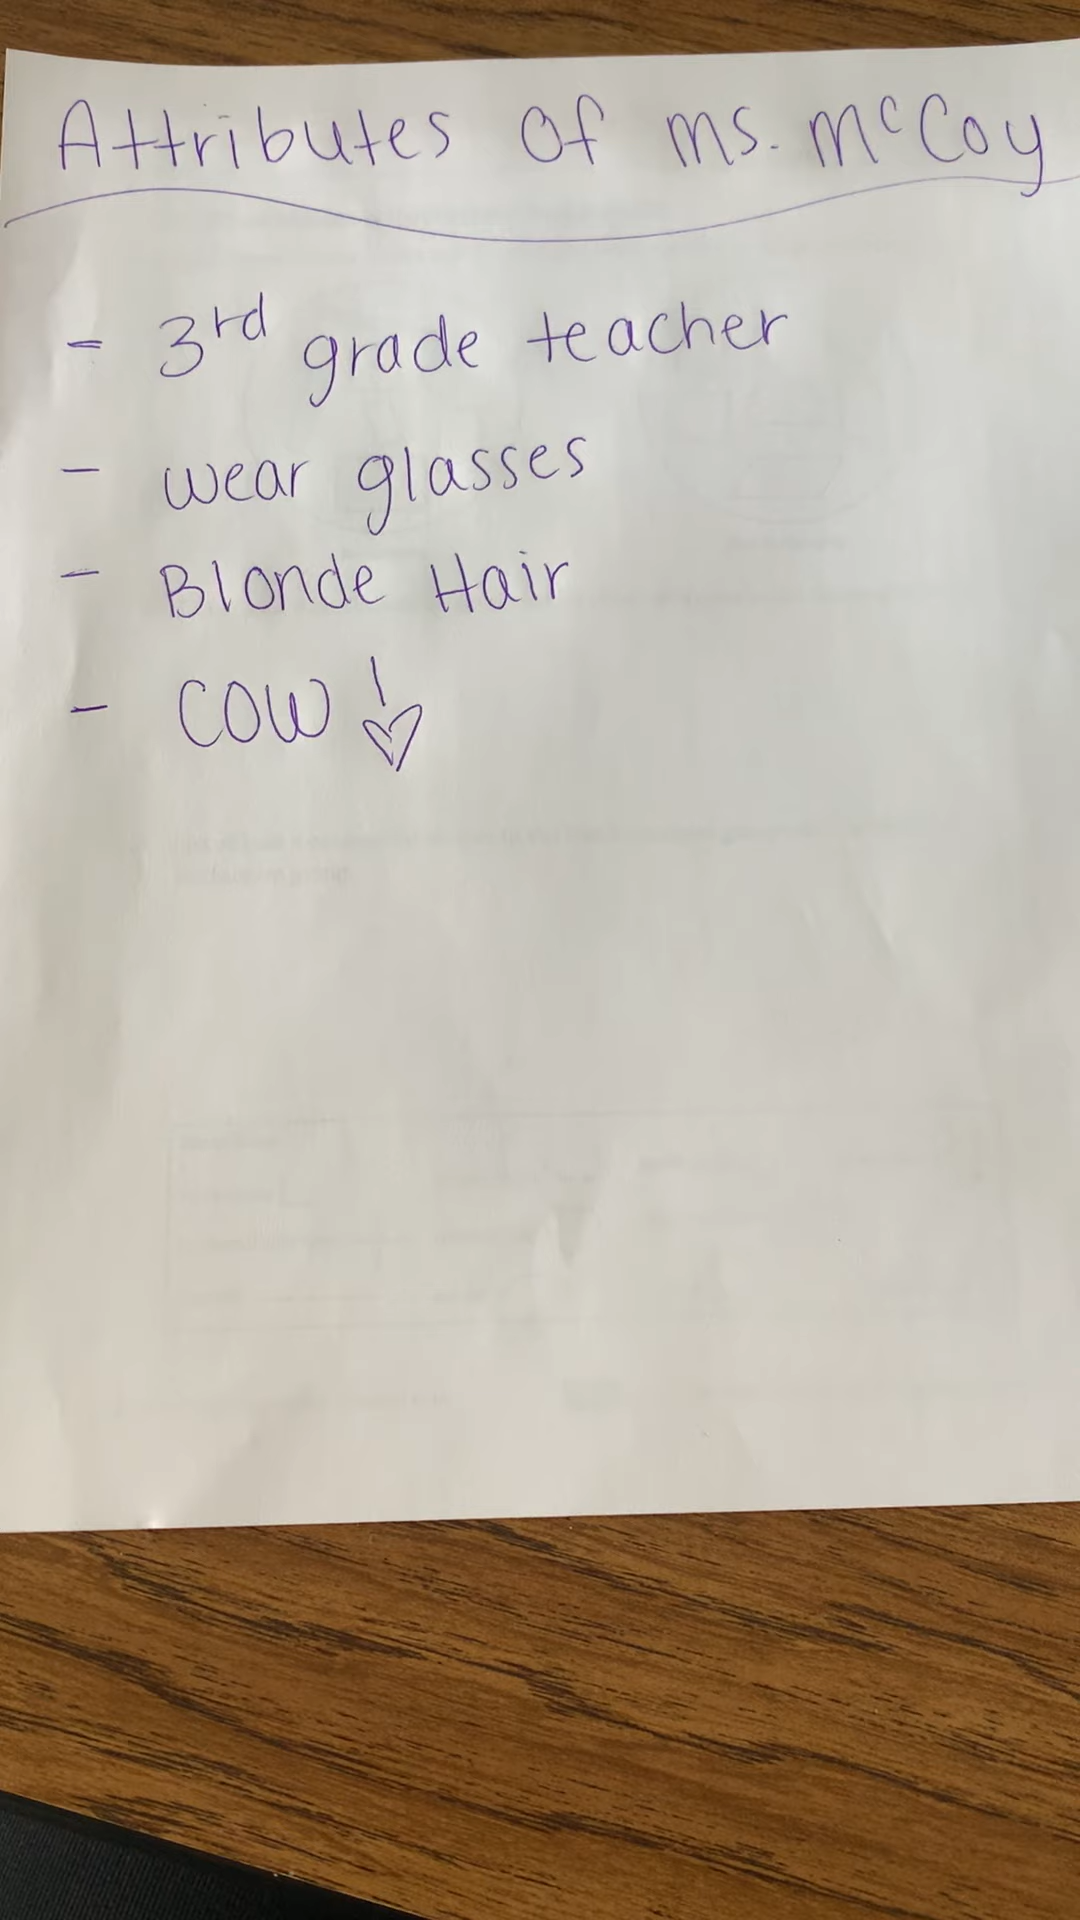 Attributes Of Ms. McCoy
- 3rd grade teacher
- wear glasses
- Blonde Hair
- COW!